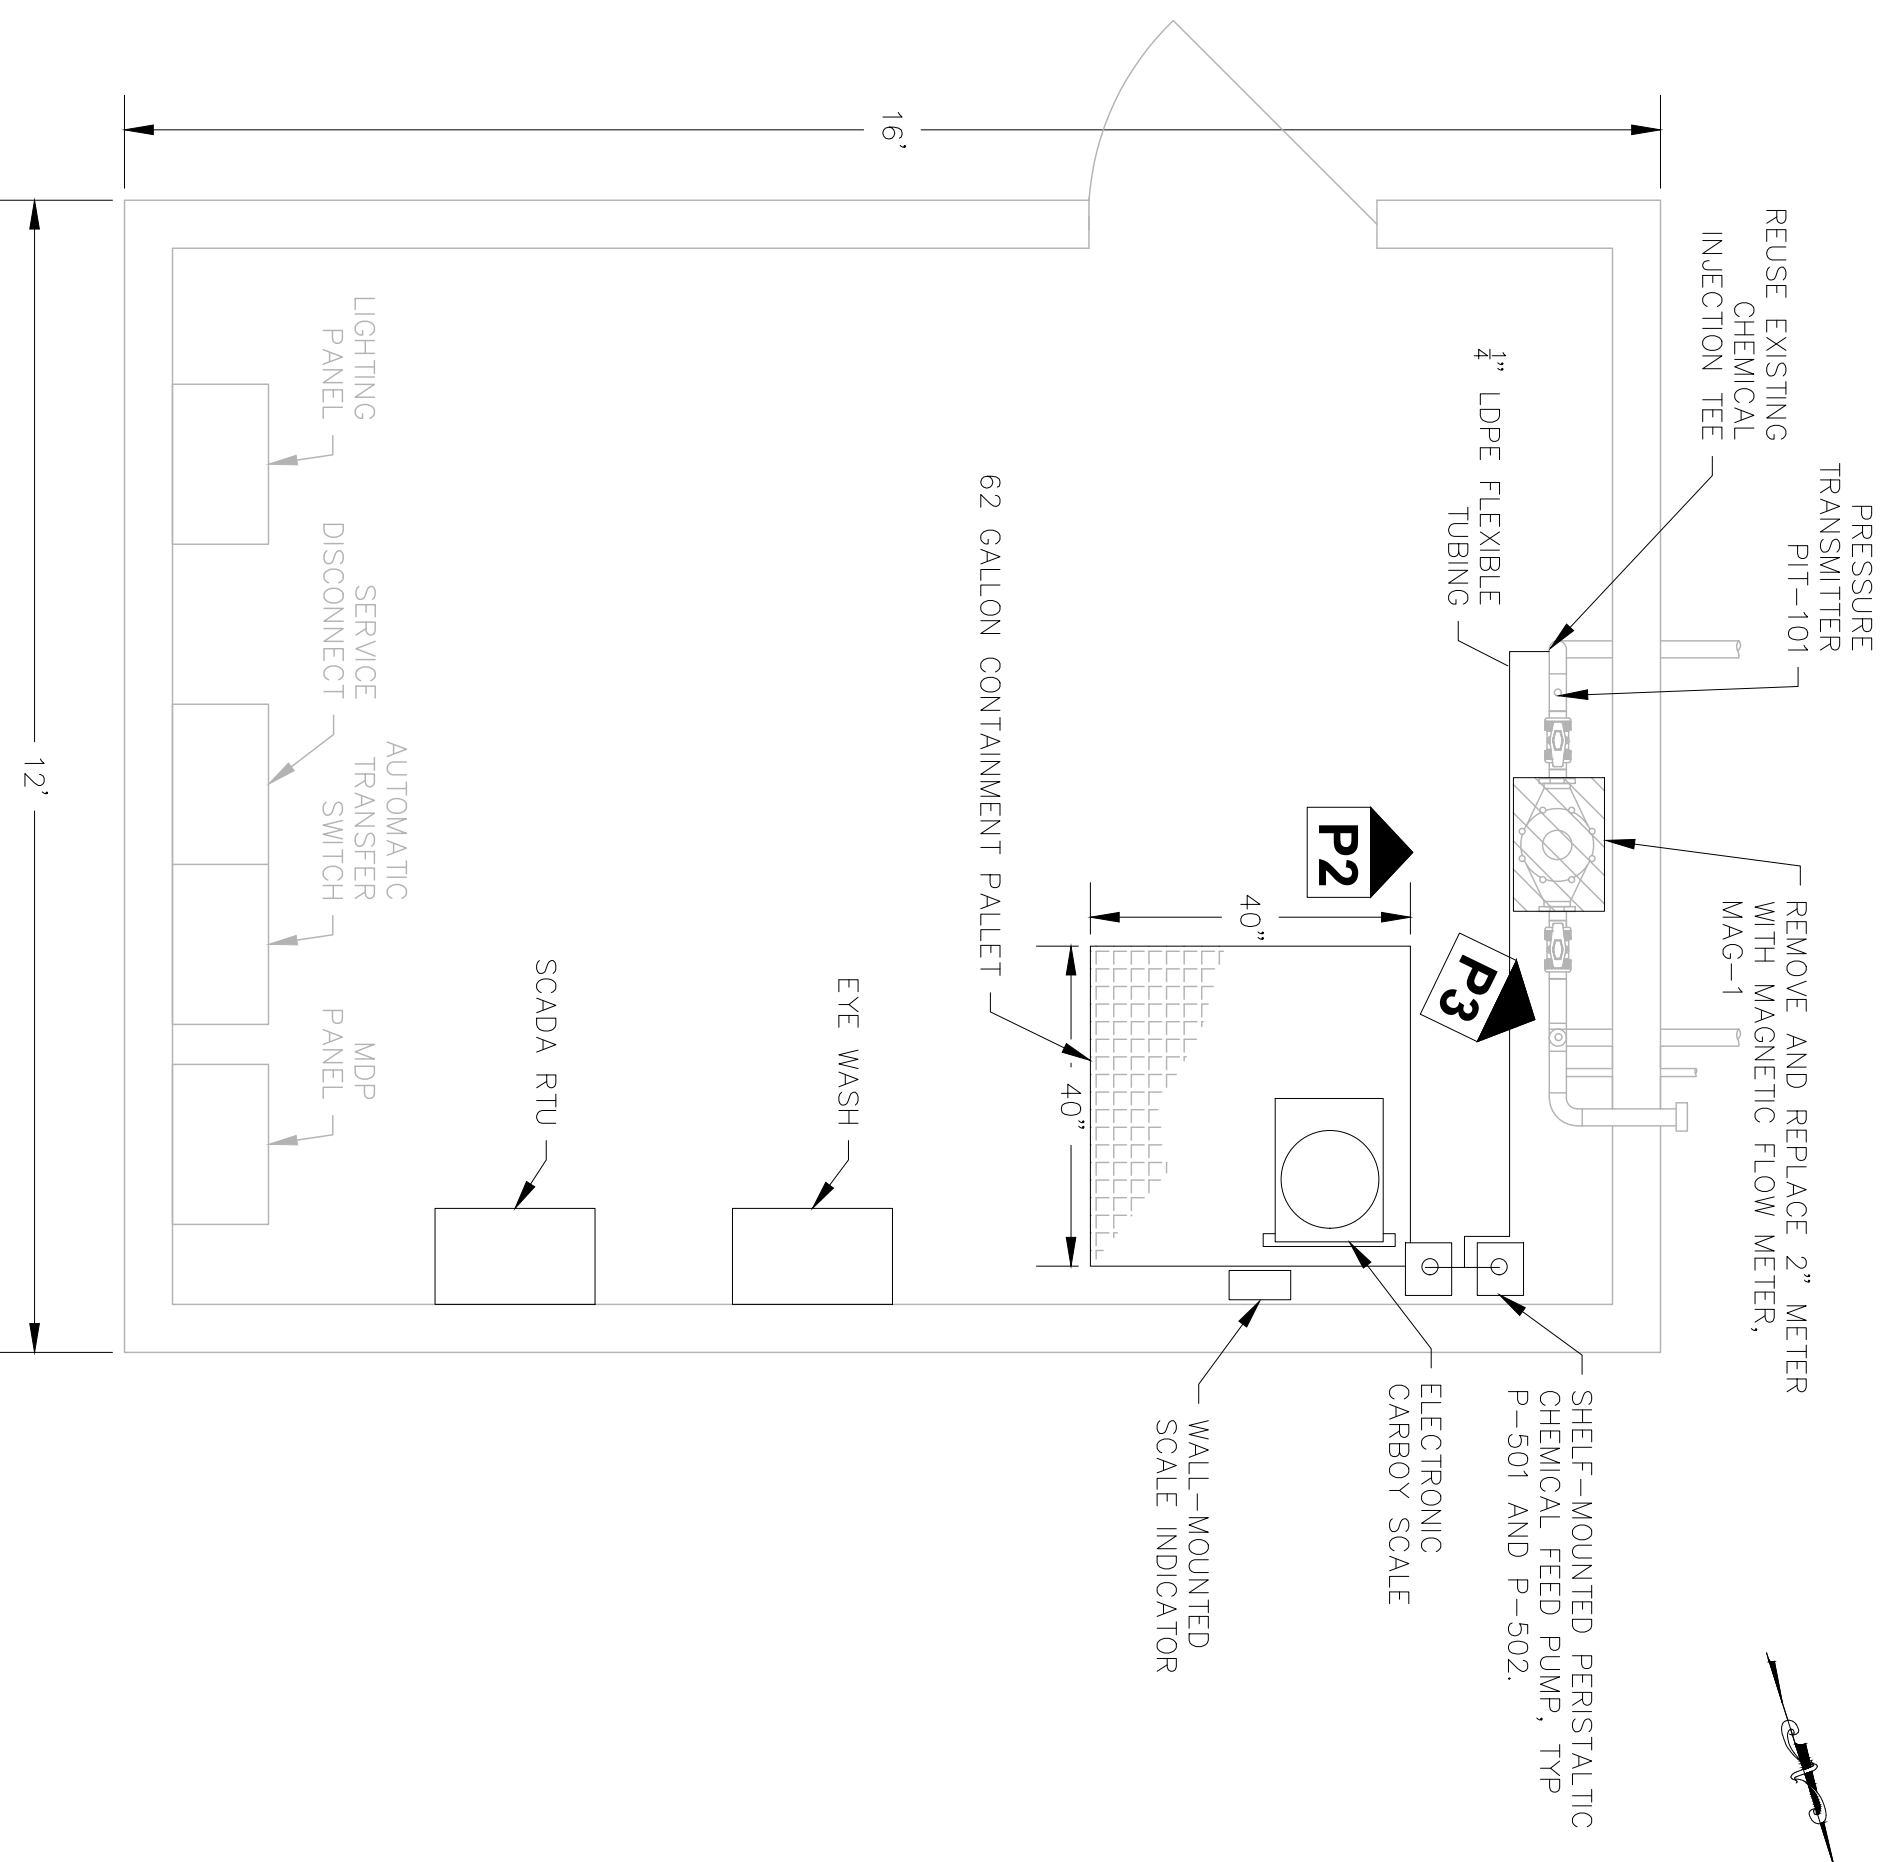 REUSE EXISTING
CHEMICAL
INJECTION TEE
PRESSURE
TRANSMITTER
PIT-101
REMOVE AND REPLACE 2" METER
WITH MAGNETIC FLOW METER,
MAG-1
SHELF-MOUNTED PERISTALTIC
CHEMICAL FEED PUMP, TYP
P-501 AND P-502.
1/4" LDPE FLEXIBLE
TUBING
ELECTRONIC
CARBOY SCALE
P3
P2
40"
WALL-MOUNTED
SCALE INDICATOR
40"
62 GALLON CONTAINMENT PALLET
16'
EYE WASH
SCADA RTU
LIGHTING
PANEL
SERVICE
DISCONNECT
AUTOMATIC
TRANSFER
SWITCH
MDP
PANEL
12'